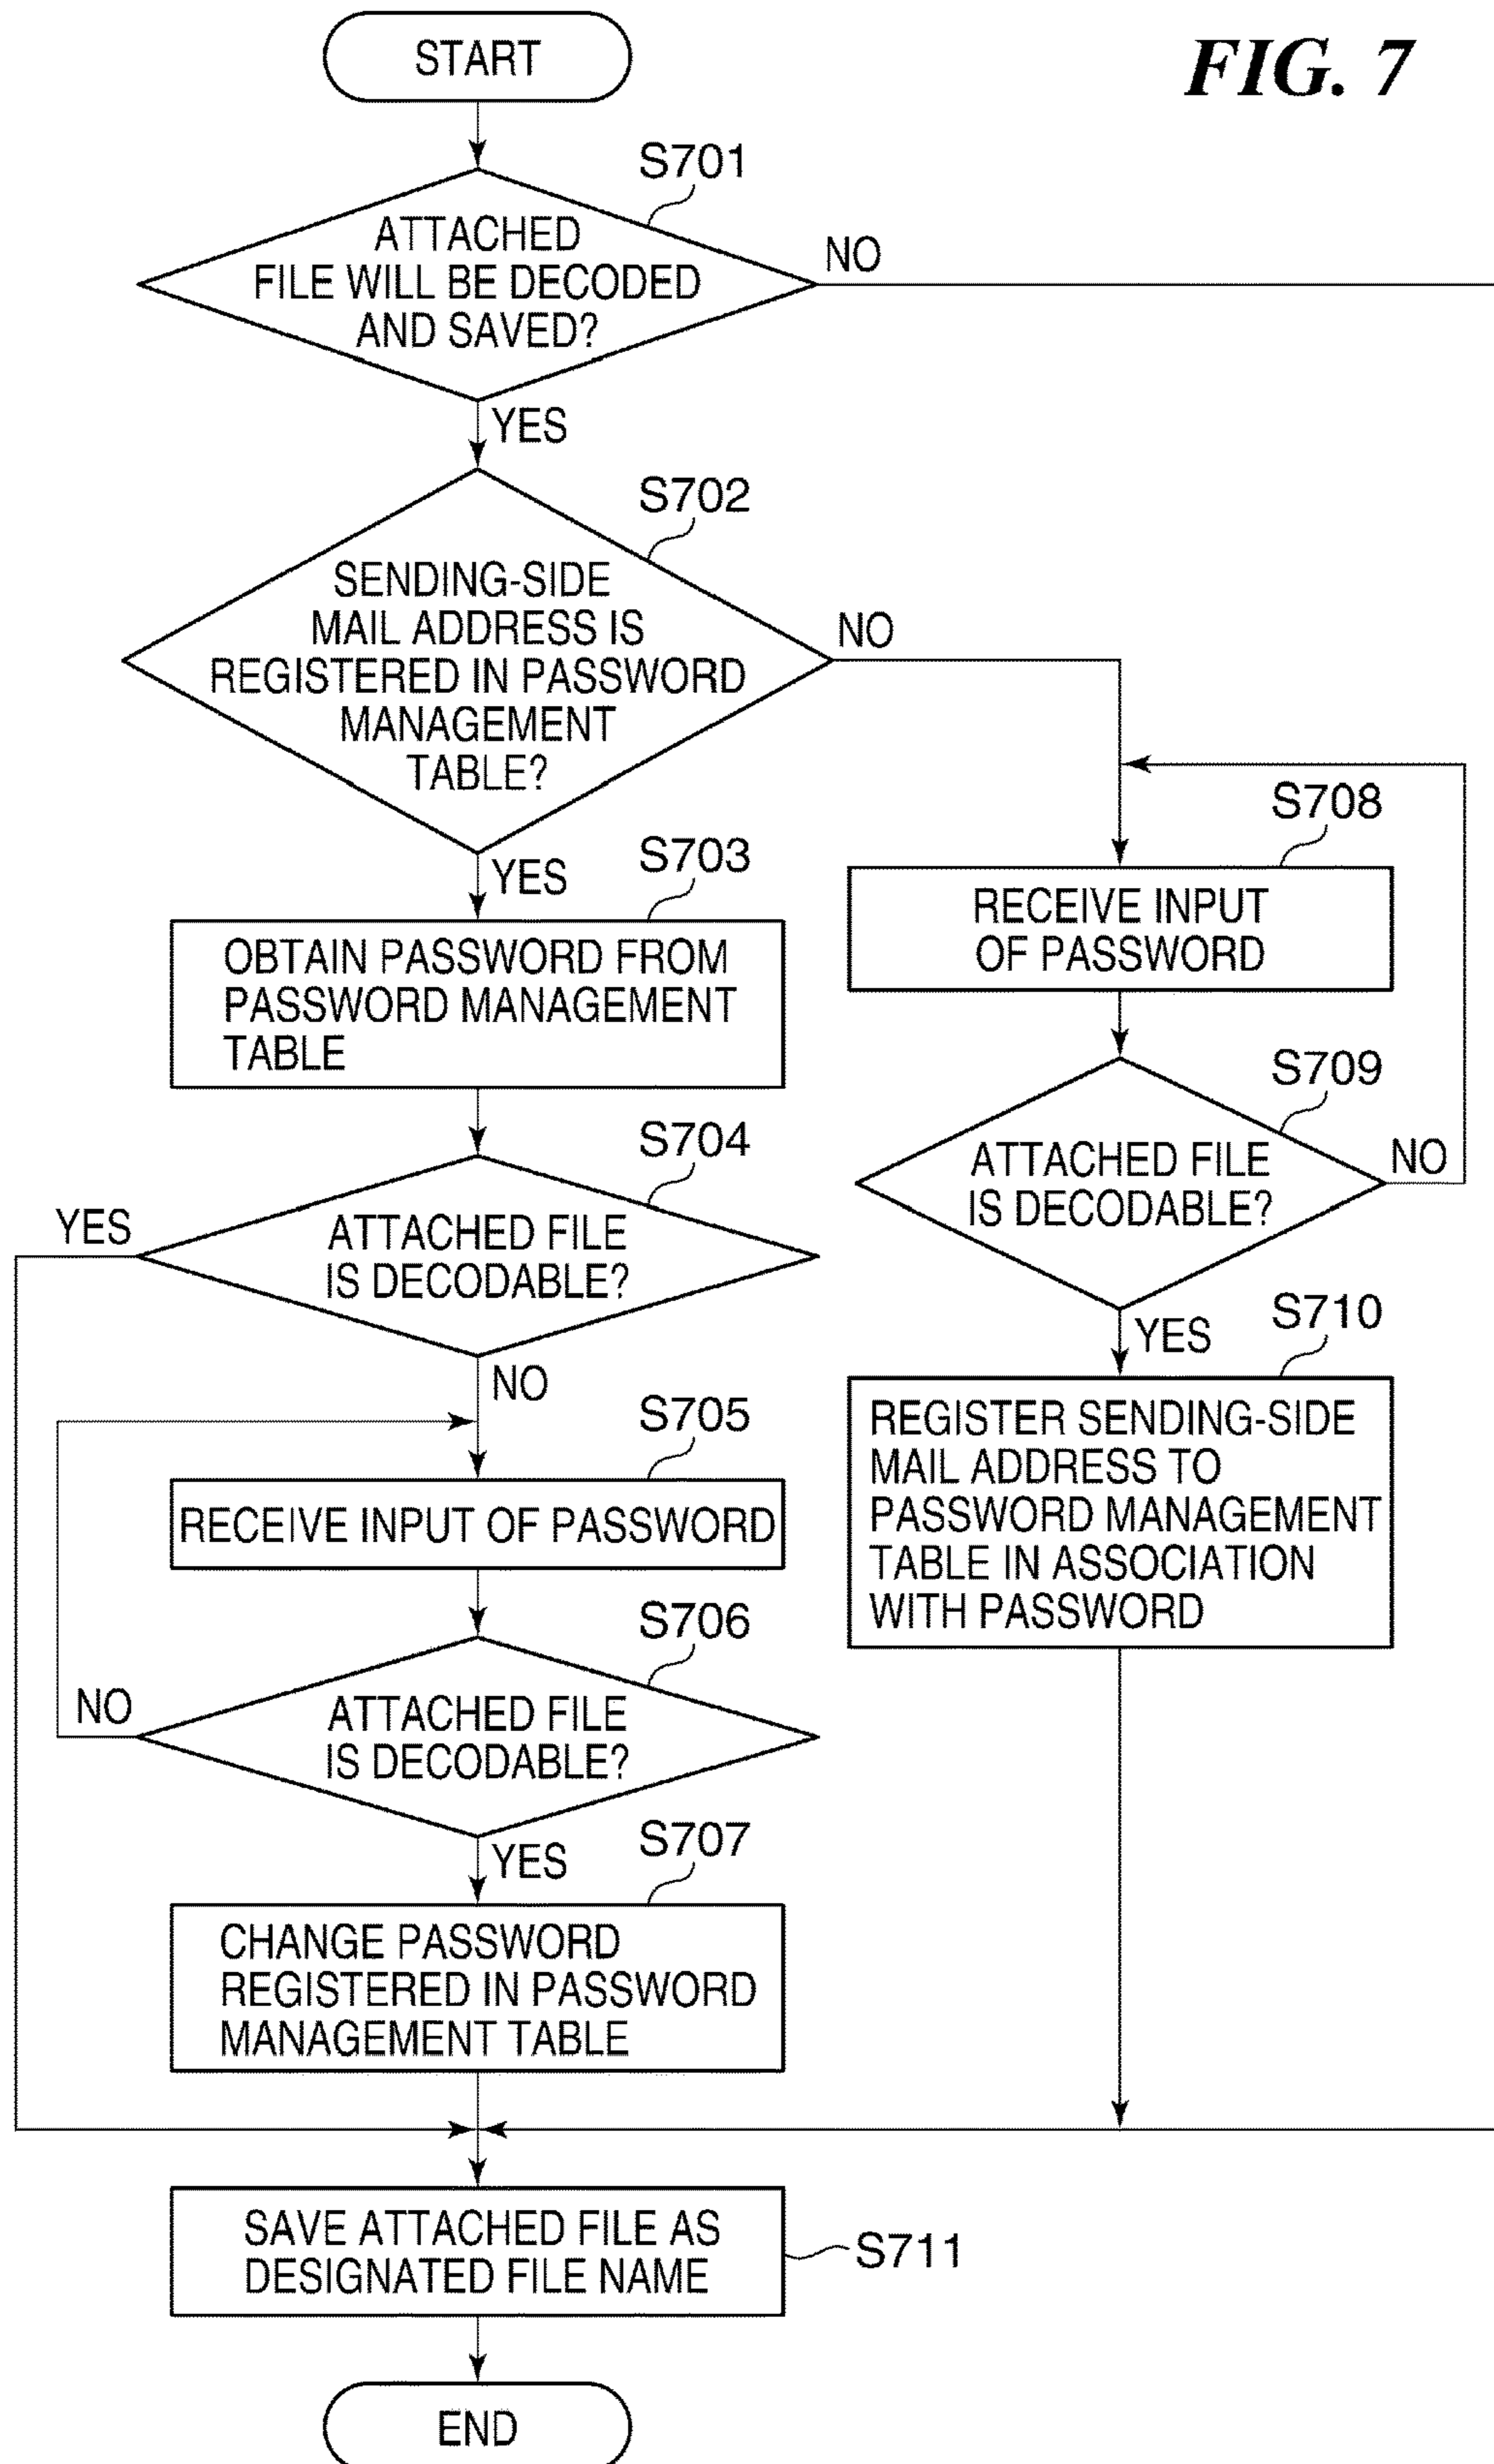 START
FIG. 7
S701
ATTACHED
FILE WILL BE DECODED
AND SAVED?
NO
YES
S702
SENDING-SIDE
MAIL ADDRESS IS
REGISTERED IN PASSWORD
MANAGEMENT
TABLE?
NO
YES
S703
OBTAIN PASSWORD FROM
PASSWORD MANAGEMENT
TABLE
S704
ATTACHED FILE
IS DECODABLE?
YES
NO
S705
RECEIVE INPUT OF PASSWORD
S706
ATTACHED FILE
IS DECODABLE?
NO
YES
S707
CHANGE PASSWORD
REGISTERED IN PASSWORD
MANAGEMENT TABLE
S708
RECEIVE INPUT
OF PASSWORD
S709
ATTACHED FILE
IS DECODABLE?
NO
YES
S710
REGISTER SENDING-SIDE
MAIL ADDRESS TO
PASSWORD MANAGEMENT
TABLE IN ASSOCIATION
WITH PASSWORD
SAVE ATTACHED FILE AS
DESIGNATED FILE NAME
S711
END